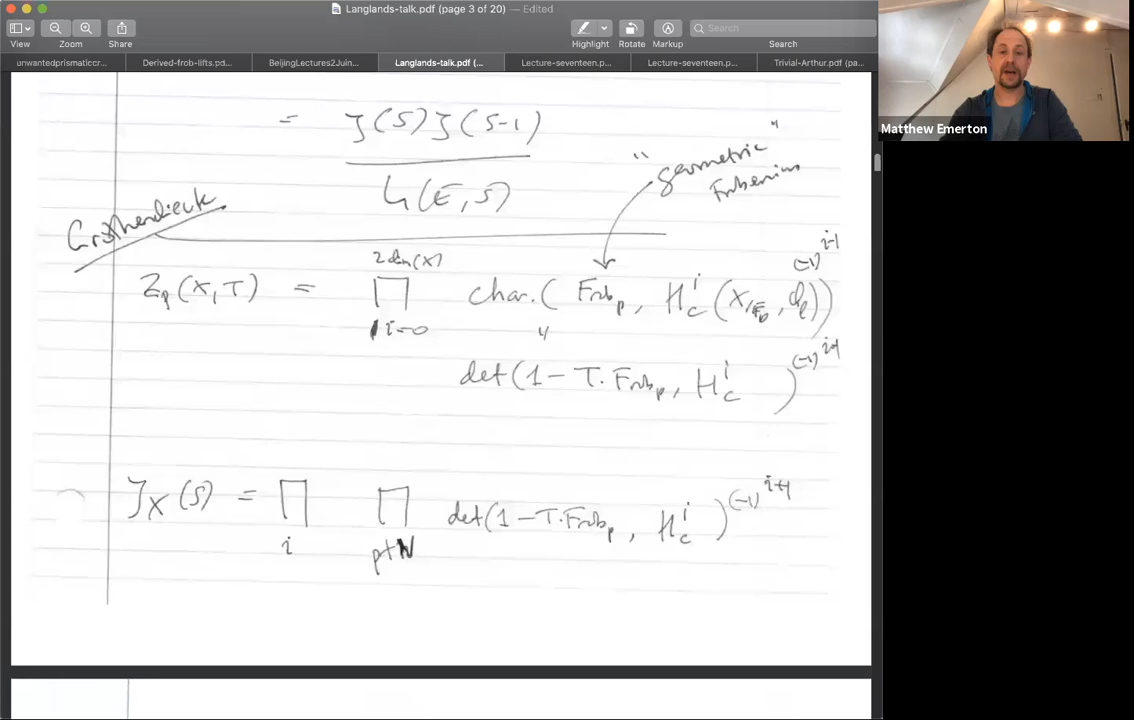 Langlands-talk.pdf (page 3 of 20) — Edited
View Zoom Share Highlight Rotate Markup Search
Search
unwantedprismaticcr... Derived-frob-lifts.pd... BeijingLectures2Juin... Langlands-talk.pdf (... Lecture-seventeen.p... Lecture-seventeen.p... Trivial-Arthur.pdf (pa...
Matthew Emerton
= ζ(s)ζ(s-1)
L(E,s)
"geometric"
Frobenius
Grothendieck
2dim(X)
Z_p(X,T) = ∏ char.(Frob_p, H_c^i(X_/F̄_p, Q_ℓ))^(-1)^{i-1}
i=0
"
det(1-T.Frob_p, H_c^i )^(-1)^{i+1}
ζ_X(s) = ∏ ∏ det(1-T.Frob_p, H_c^i)^(-1)^{i+1}
i p∤N